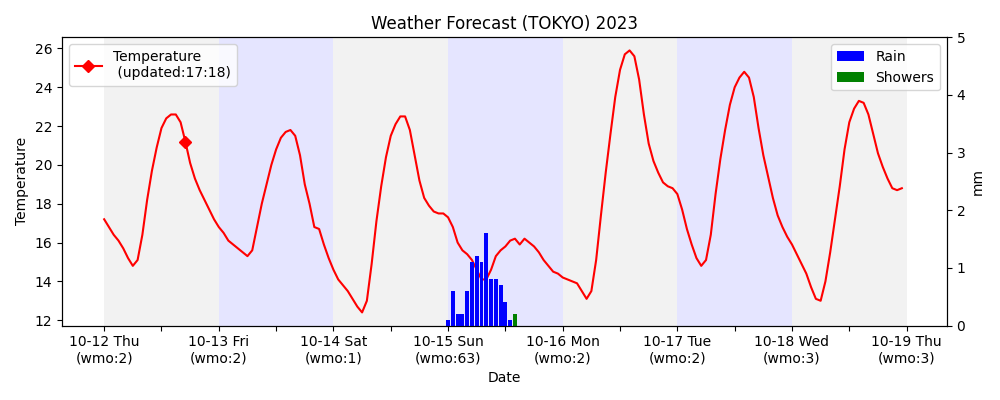 Weather Forecast (TOKYO) 2023
Temperature
(updated:17:18)
Rain
Showers
26
24
22
20
18
16
14
12
Temperature
5
4
3
2
1
0
mm
10-12 Thu 10-13 Fri 10-14 Sat 10-15 Sun 10-16 Mon 10-17 Tue 10-18 Wed 10-19 Thu
(wmo:2) (wmo:2) (wmo:1) (wmo:63) (wmo:2) (wmo:2) (wmo:3) (wmo:3)
Date